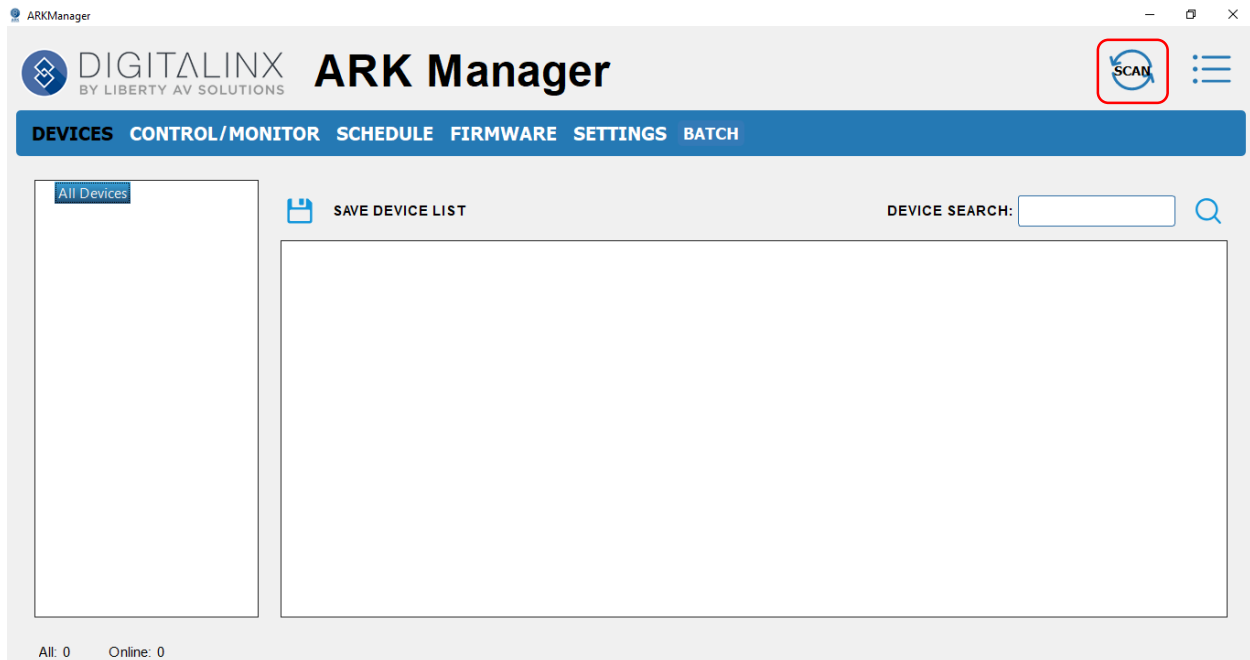 ARKManager
DIGITALINX
BY LIBERTY AV SOLUTIONS
ARK Manager
SCAN
DEVICES CONTROL/MONITOR SCHEDULE FIRMWARE SETTINGS BATCH
All Devices
SAVE DEVICE LIST
DEVICE SEARCH:
All: 0 Online: 0